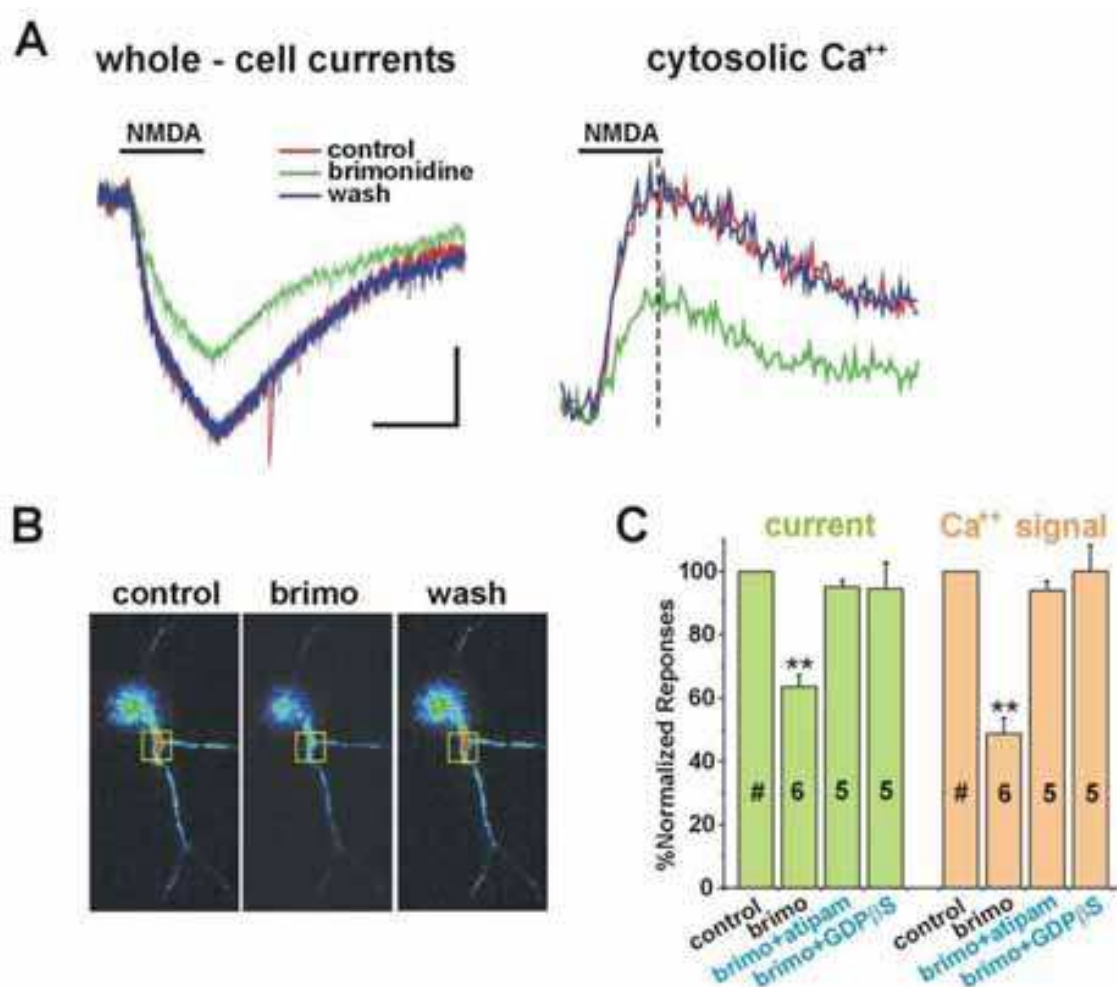 A
whole - cell currents
cytosolic Ca++
NMDA
control
brimonidine
wash
NMDA
B
control brimo wash
C
current Ca++ signal
%Normalized Reponses
100
80
60
40
20
0
** **
# 6 5 5 # 6 5 5
control
brimo
brimo+atipam
brimo+GDPβS
control
brimo
brimo+atipam
brimo+GDPβS